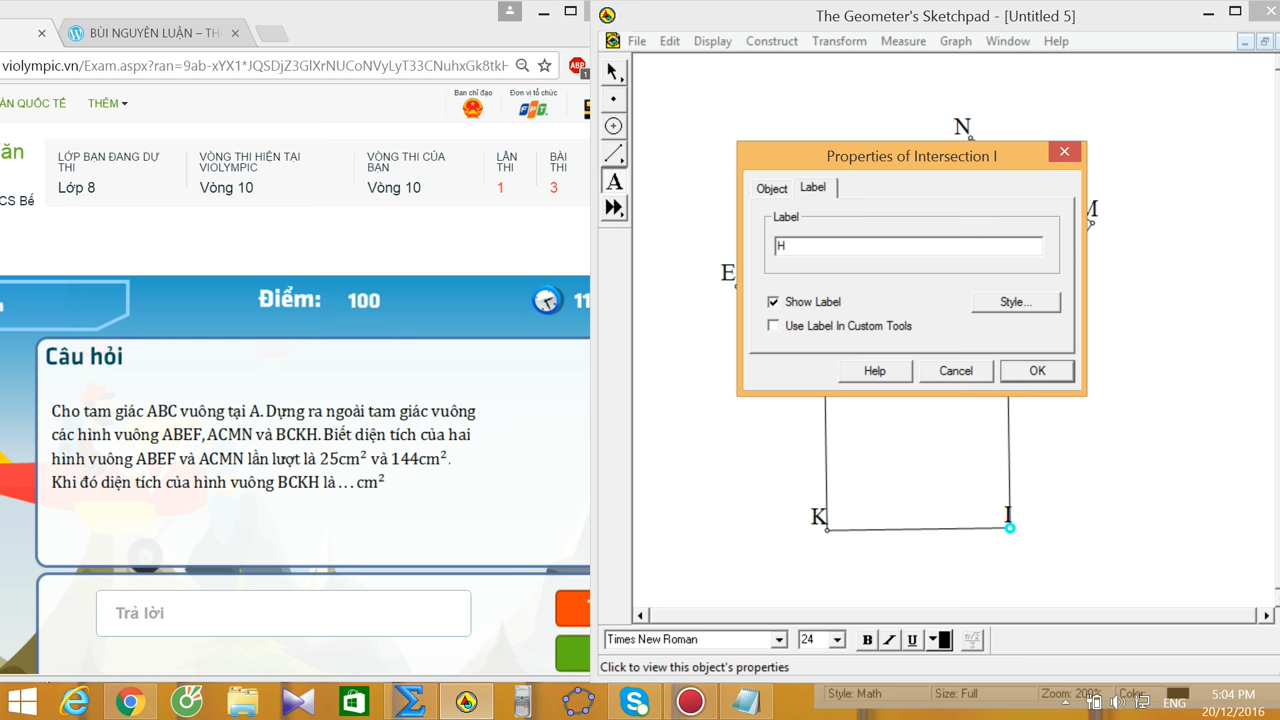 BÙI NGUYÊN LUẬN – TH
violympic.vn/Exam.aspx?ran=9ab-xYX1*JQSDjZ3GlXrNUCoNVyLyT33CNuhxGk8tkH
ABP
1
ÁN QUỐC TẾ
THÊM
Ban chỉ đạo
Đơn vị tổ chức
FPT
ăn
CS Bé
LỚP BẠN ĐANG DỰ THI
Lớp 8
VÒNG THI HIỆN TẠI VIOLYMPIC
Vòng 10
VÒNG THI CỦA BẠN
Vòng 10
LẦN THI
1
BÀI THI
3
Điểm: 100
11
Câu hỏi
Cho tam giác ABC vuông tại A. Dựng ra ngoài tam giác vuông
các hình vuông ABEF, ACMN và BCKH. Biết diện tích của hai
hình vuông ABEF và ACMN lần lượt là 25cm² và 144cm².
Khi đó diện tích của hình vuông BCKH là ... cm²
Trả lời
The Geometer's Sketchpad - [Untitled 5]
File Edit Display Construct Transform Measure Graph Window Help
A
N
M
E
Properties of Intersection I
Object Label
Label
H
Show Label
Style...
Use Label In Custom Tools
Help Cancel OK
K
I
Times New Roman 24 B I U
Click to view this object's properties
Style: Math Size: Full Zoom: 200% Color:
ENG
5:04 PM
20/12/2016